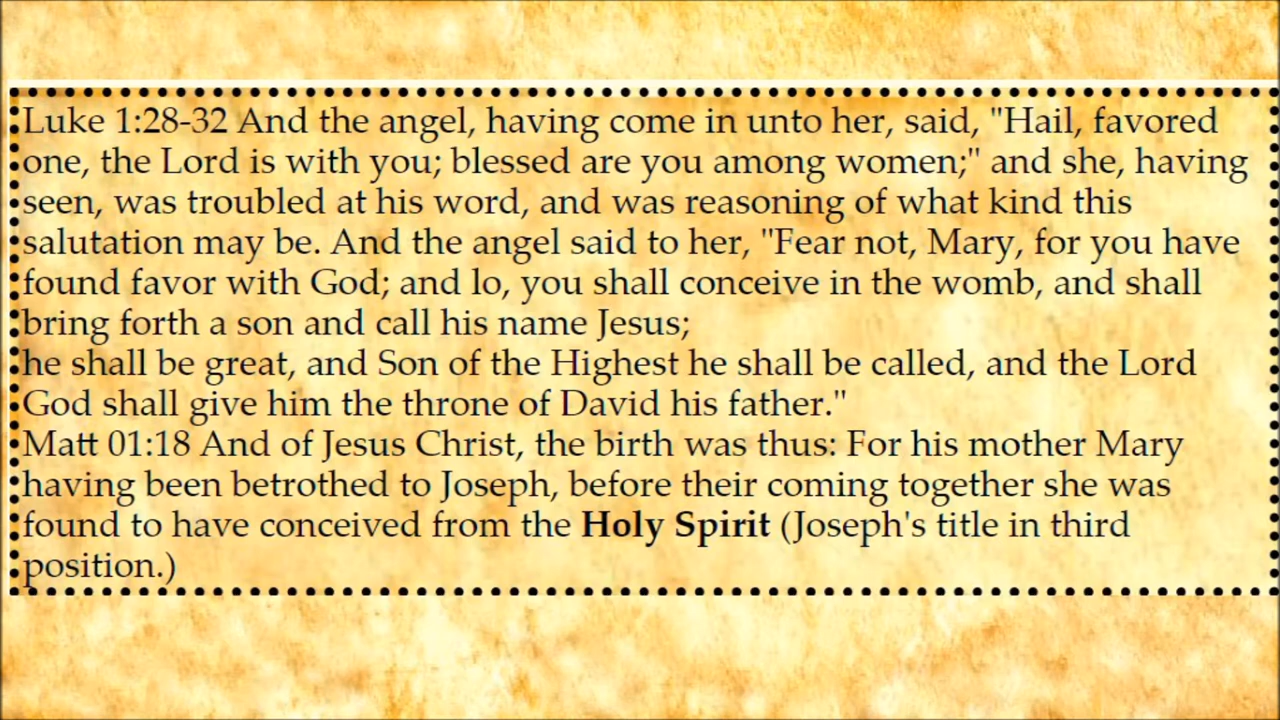 Luke 1:28-32 And the angel, having come in unto her, said, "Hail, favored
one, the Lord is with you; blessed are you among women;" and she, having
seen, was troubled at his word, and was reasoning of what kind this
salutation may be. And the angel said to her, "Fear not, Mary, for you have
found favor with God; and lo, you shall conceive in the womb, and shall
bring forth a son and call his name Jesus;
he shall be great, and Son of the Highest he shall be called, and the Lord
God shall give him the throne of David his father."
Matt 01:18 And of Jesus Christ, the birth was thus: For his mother Mary
having been betrothed to Joseph, before their coming together she was
found to have conceived from the Holy Spirit (Joseph's title in third
position.)